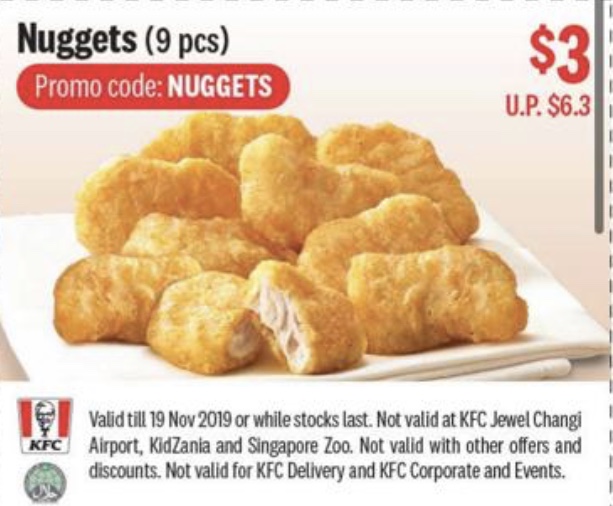 Nuggets (9 pcs)
$3
Promo code: NUGGETS
U.P. $6.3
Valid till 19 Nov 2019 or while stocks last. Not valid at KFC Jewel Changi
Airport, KidZania and Singapore Zoo. Not valid with other offers and
discounts. Not valid for KFC Delivery and KFC Corporate and Events.
KFC